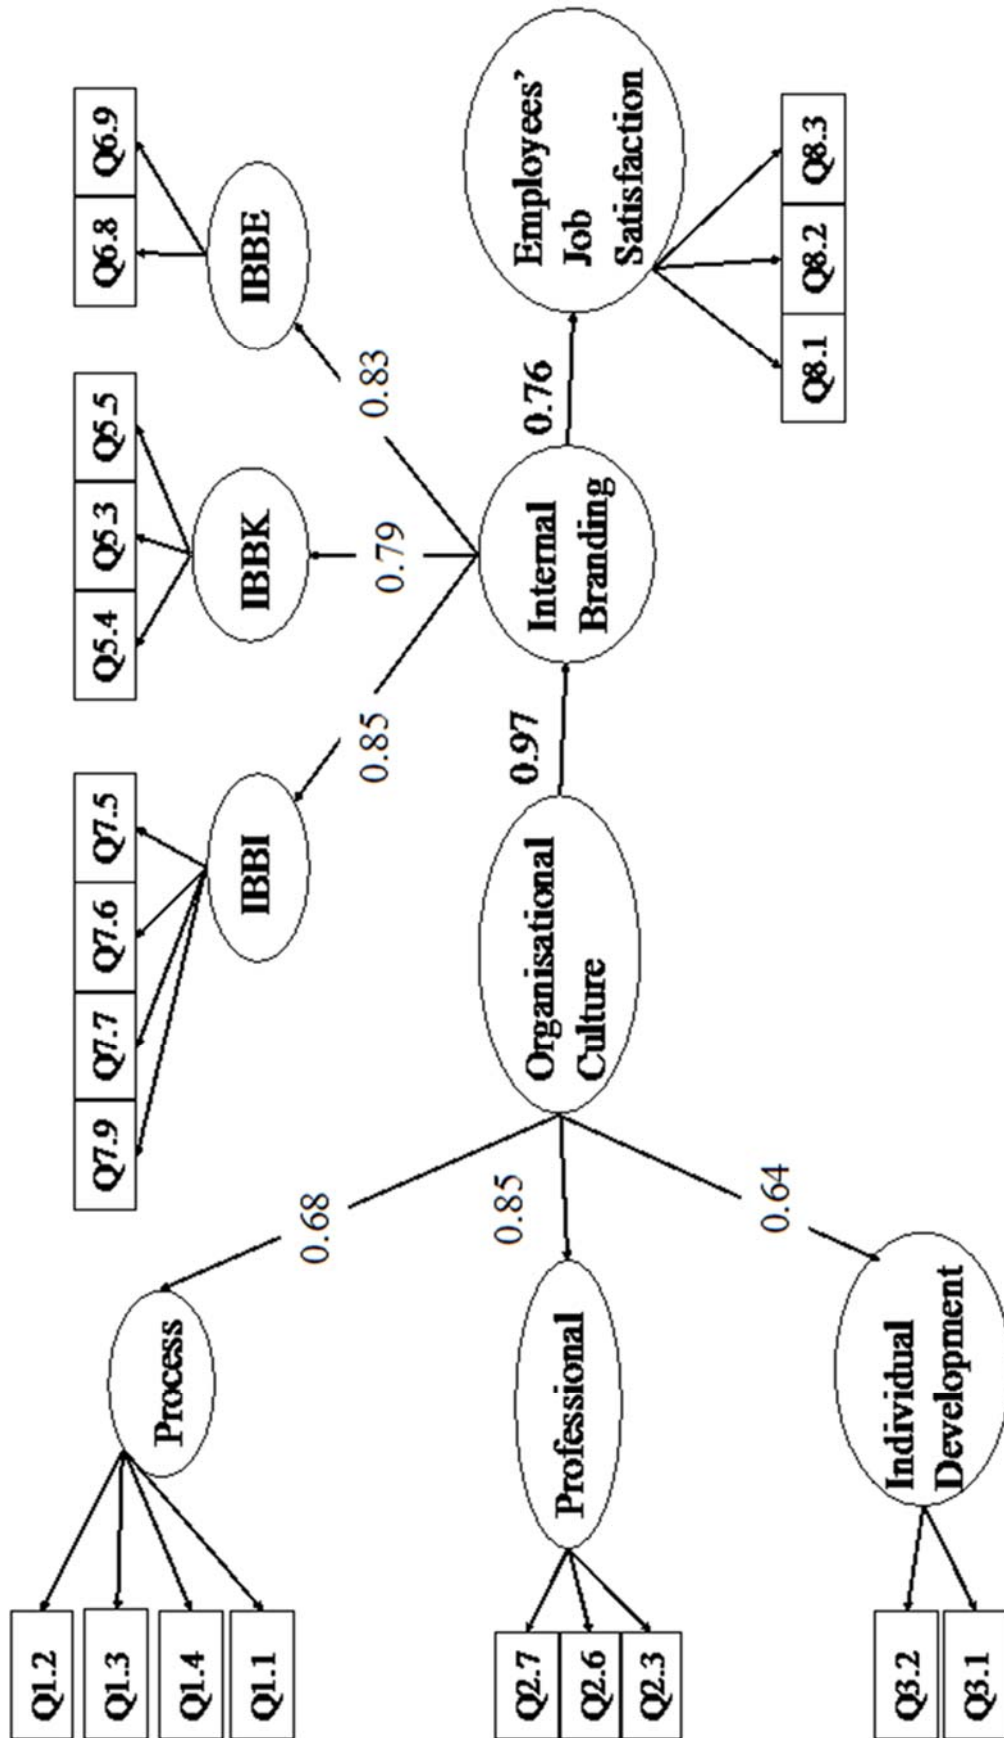 Q7.9
Q7.7
Q7.6
Q7.5
Q5.4
Q5.3
Q5.5
Q6.8
Q6.9
IBBI
IBBK
IBBE
0.85
0.79
0.83
Q1.2
Q1.3
Q1.4
Q1.1
Process
0.68
Q2.7
Q2.6
Q2.3
Professional
0.85
Organisational
Culture
0.97
Internal
Branding
0.76
Employees’
Job
Satisfaction
0.64
Q3.2
Q3.1
Individual
Development
Q8.1
Q8.2
Q8.3